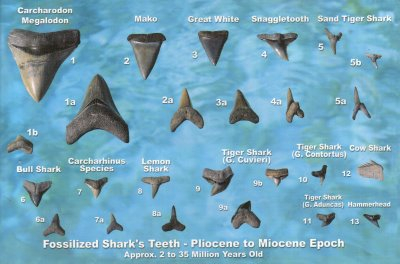 Carcharodon
Megalodon
Mako
Great White
Snaggletooth
Sand Tiger Shark
1
2
3
4
5
5b
1a
2a
3a
4a
5a
1b
Bull Shark
Carcharhinus
Species
Lemon
Shark
Tiger Shark
(G. Cuvieri)
Tiger Shark
(G. Contortus)
Cow Shark
6
7
8
9
9b
10
12
Tiger Shark
(G. Aduncas)
Hammerhead
6a
7a
8a
9a
11
13
Fossilized Shark's Teeth - Pliocene to Miocene Epoch
Approx. 2 to 35 Million Years Old